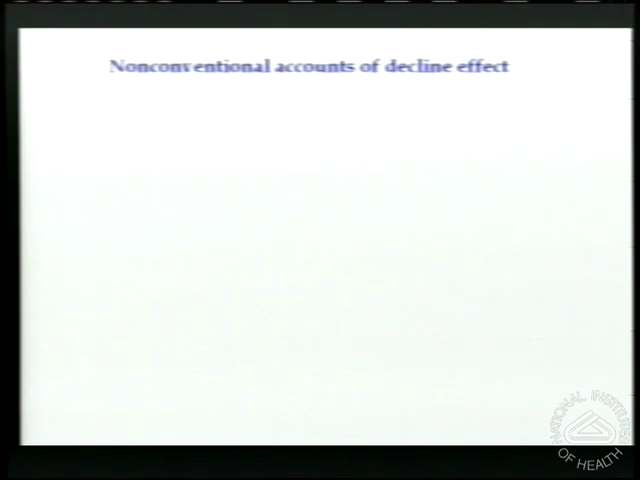 Nonconventional accounts of decline effect
NATIONAL INSTITUTES
OF HEALTH